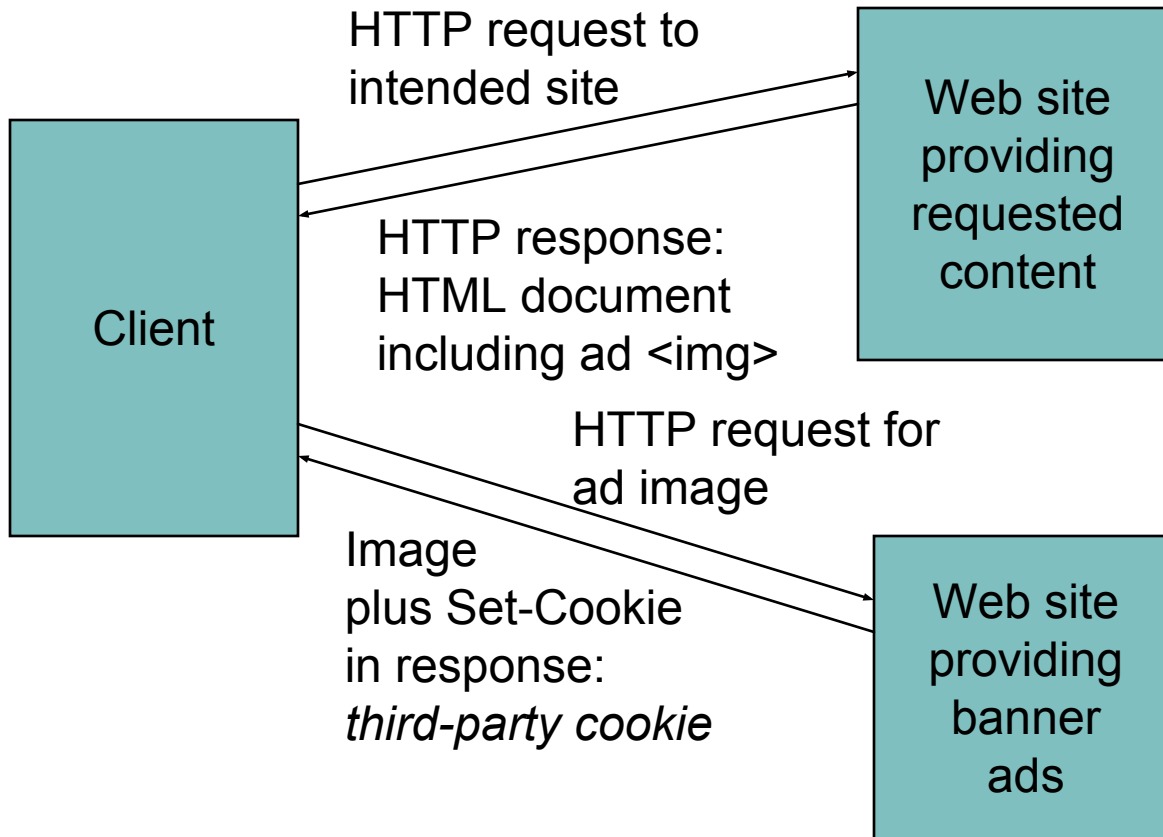 HTTP request to
intended site
Web site
providing
requested
content
Client
HTTP response:
HTML document
including ad <img>
HTTP request for
ad image
Image
plus Set-Cookie
in response:
third-party cookie
Web site
providing
banner
ads